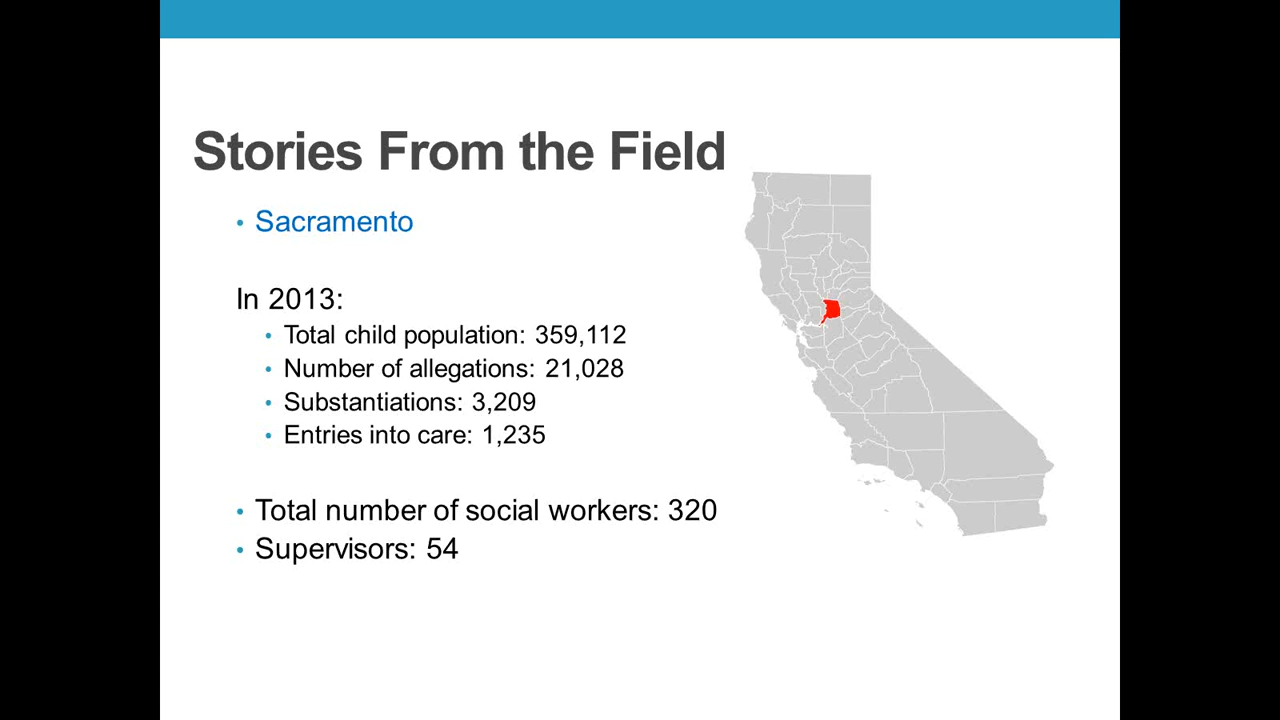 Stories From the Field
• Sacramento
In 2013:
• Total child population: 359,112
• Number of allegations: 21,028
• Substantiations: 3,209
• Entries into care: 1,235
• Total number of social workers: 320
• Supervisors: 54